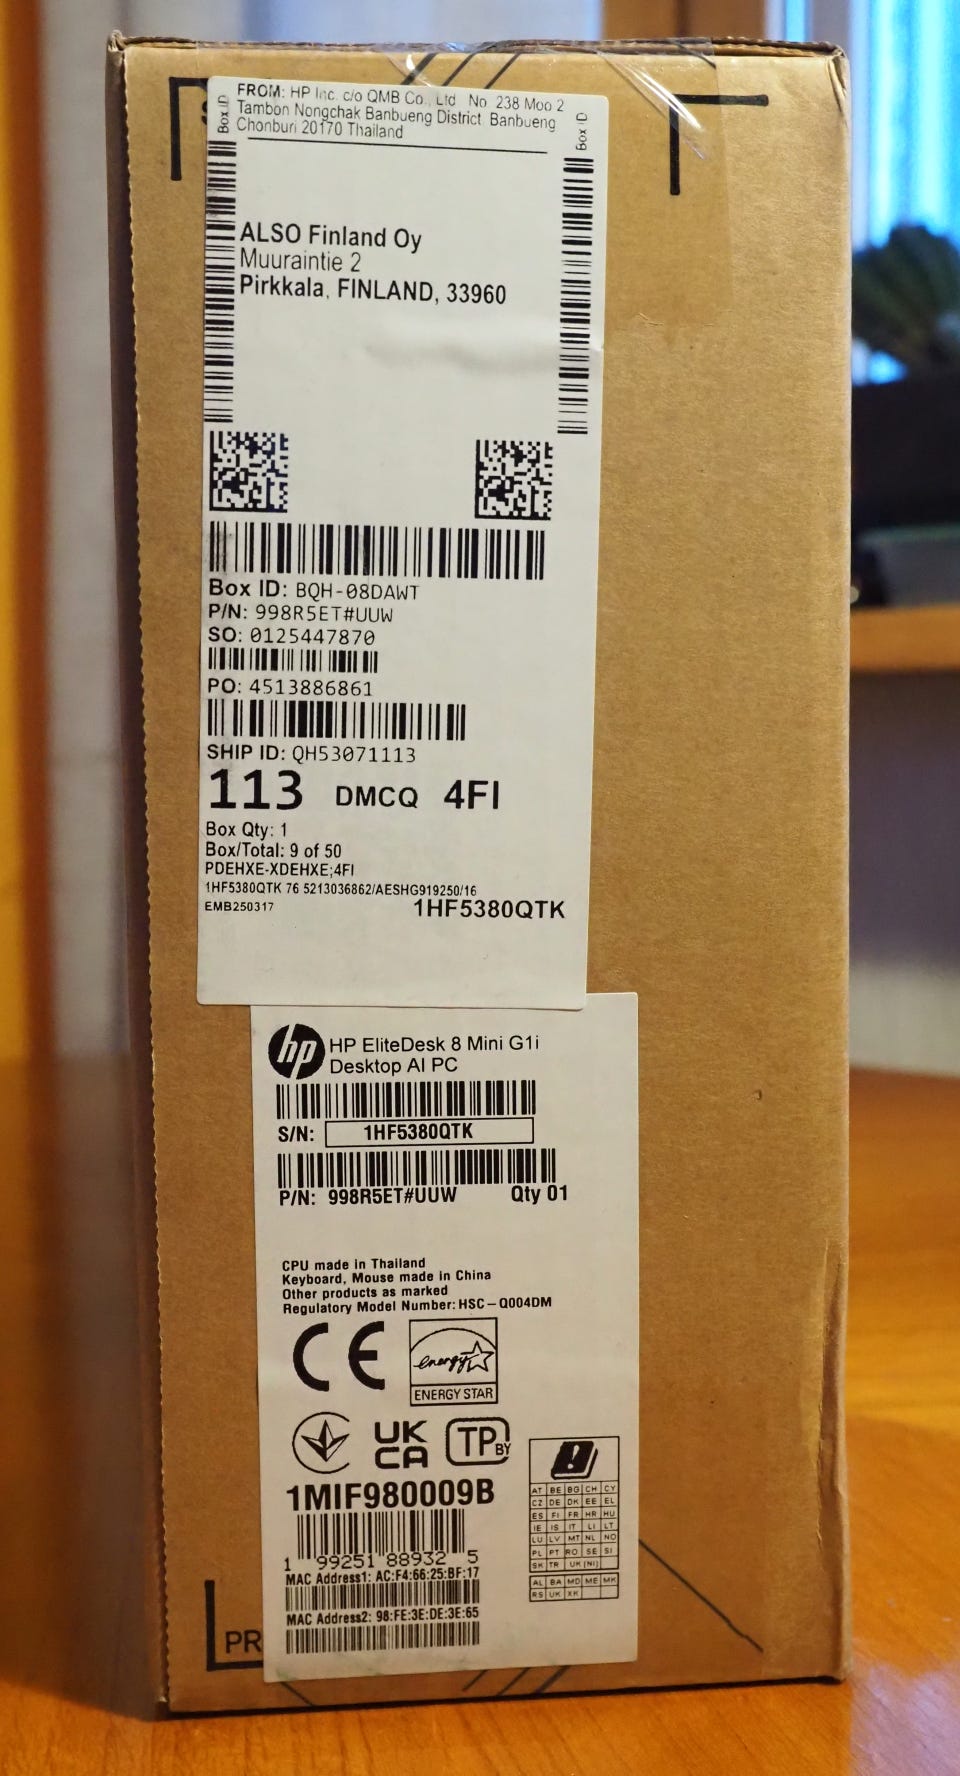 FROM: HP Inc. c/o QMB Co., Ltd No 238 Moo 2
Tambon Nongchak Banbueng District Banbueng
Chonburi 20170 Thailand
Box ID
Box ID
ALSO Finland Oy
Muuraintie 2
Pirkkala, FINLAND, 33960
Box ID: BQH-08DAWT
P/N: 998R5ET#UUW
SO: 0125447870
PO: 4513886861
SHIP ID: QH53071113
113 DMCQ 4FI
Box Qty: 1
Box/Total: 9 of 50
PDEHXE-XDEHXE;4FI
1HF5380QTK 76 5213036862/AESHG919250/16
EMB250317 1HF5380QTK
hp HP EliteDesk 8 Mini G1i
Desktop AI PC
S/N: 1HF5380QTK
P/N: 998R5ET#UUW Qty 01
CPU made in Thailand
Keyboard, Mouse made in China
Other products as marked
Regulatory Model Number: HSC-Q004DM
CE energy
ENERGY STAR
UK
CA
TP BY
1MIF980009B
1 99251 88932 5
MAC Address1: AC:F4:66:25:BF:17
MAC Address2: 98:FE:3E:DE:3E:65
AT BE BG CH CY
CZ DE DK EE EL
ES FI FR HR HU
IE IS IT LI LT
LU LV MT NL NO
PL PT RO SE SI
SK TR UK (NI)
AL BA MD ME MK
RS UK XK
PR